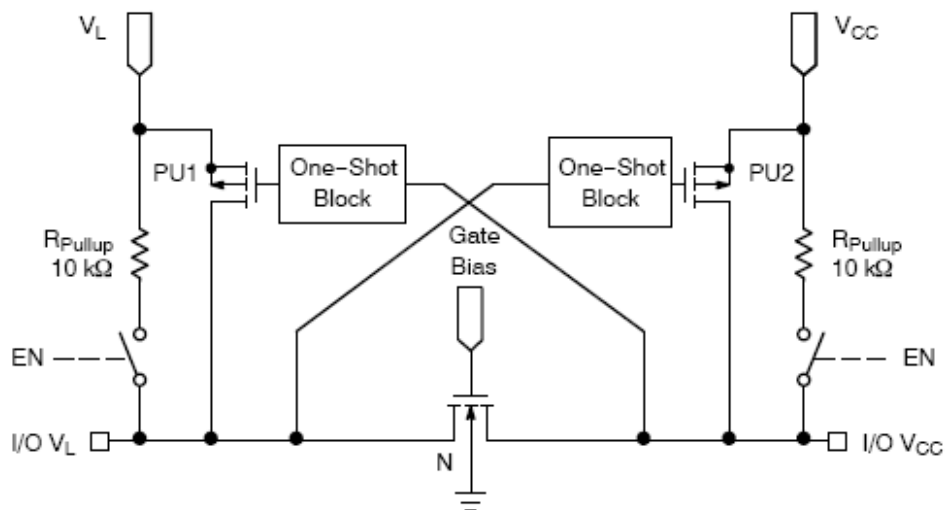 V_L
V_CC
PU1
One-Shot
Block
One-Shot
Block
PU2
R_Pullup
10 kΩ
Gate
Bias
R_Pullup
10 kΩ
EN
EN
I/O V_L
N
I/O V_CC